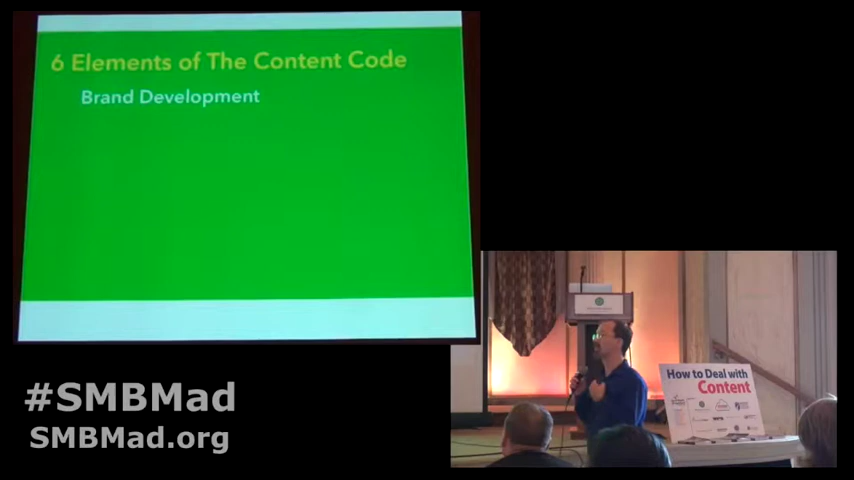 6 Elements of The Content Code
Brand Development
#SMBMad
SMBMad.org
How to Deal with
Content